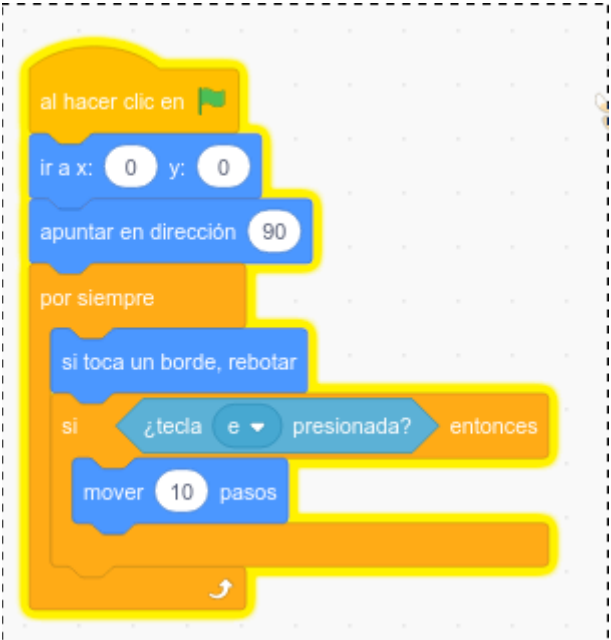 al hacer clic en
ir a x: 0 y: 0
apuntar en dirección 90
por siempre
si toca un borde, rebotar
si ¿tecla e presionada? entonces
mover 10 pasos